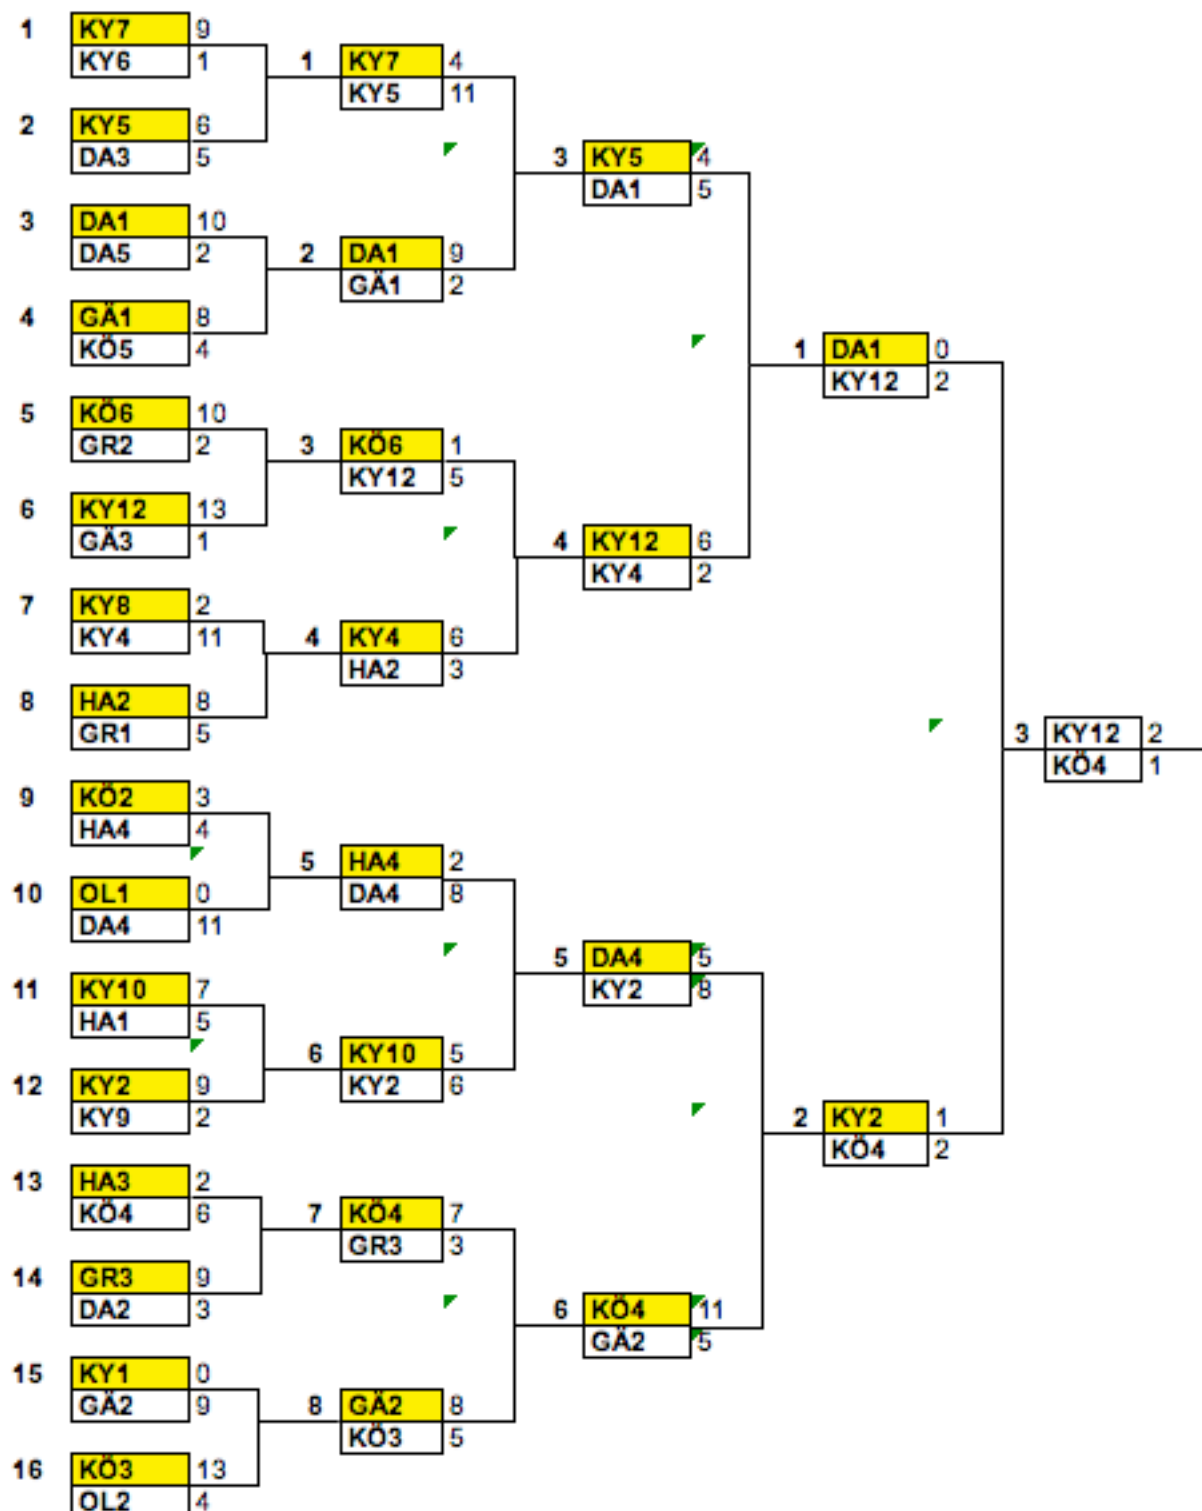 1 KY7 9
KY6 1
2 KY5 6
DA3 5
3 DA1 10
DA5 2
4 GÄ1 8
KÖ5 4
5 KÖ6 10
GR2 2
6 KY12 13
GÄ3 1
7 KY8 2
KY4 11
8 HA2 8
GR1 5
9 KÖ2 3
HA4 4
10 OL1 0
DA4 11
11 KY10 7
HA1 5
12 KY2 9
KY9 2
13 HA3 2
KÖ4 6
14 GR3 9
DA2 3
15 KY1 0
GÄ2 9
16 KÖ3 13
OL2 4
1 KY7 4
KY5 11
2 DA1 9
GÄ1 2
3 KÖ6 1
KY12 5
4 KY4 6
HA2 3
5 HA4 2
DA4 8
6 KY10 5
KY2 6
7 KÖ4 7
GR3 3
8 GÄ2 8
KÖ3 5
3 KY5 4
DA1 5
4 KY12 6
KY4 2
5 DA4 5
KY2 8
6 KÖ4 11
GÄ2 5
1 DA1 0
KY12 2
2 KY2 1
KÖ4 2
3 KY12 2
KÖ4 1